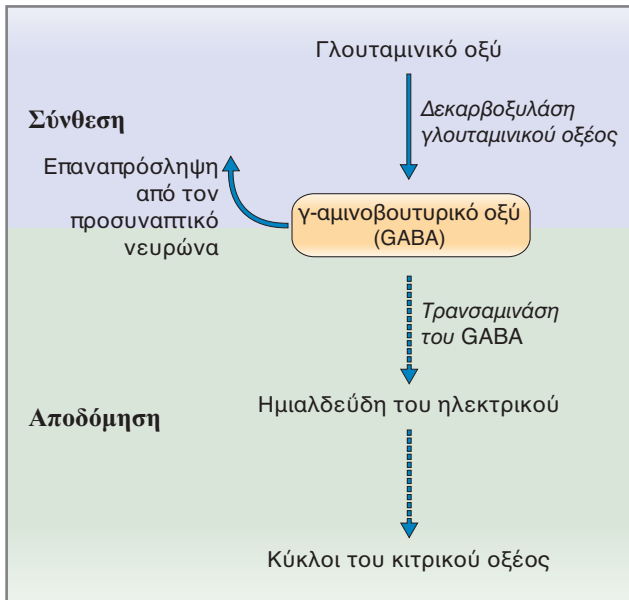 Γλουταμινικό οξύ
Δεκαρβοξυλάση
γλουταμινικού οξέος
Σύνθεση
Επαναπρόσληψη
από τον
προσυναπτικό
νευρώνα
γ-αμινοβουτυρικό οξύ
(GABA)
Τρανσαμινάση
του GABA
Ημιαλδεΰδη του ηλεκτρικού
Αποδόμηση
Κύκλοι του κιτρικού οξέος